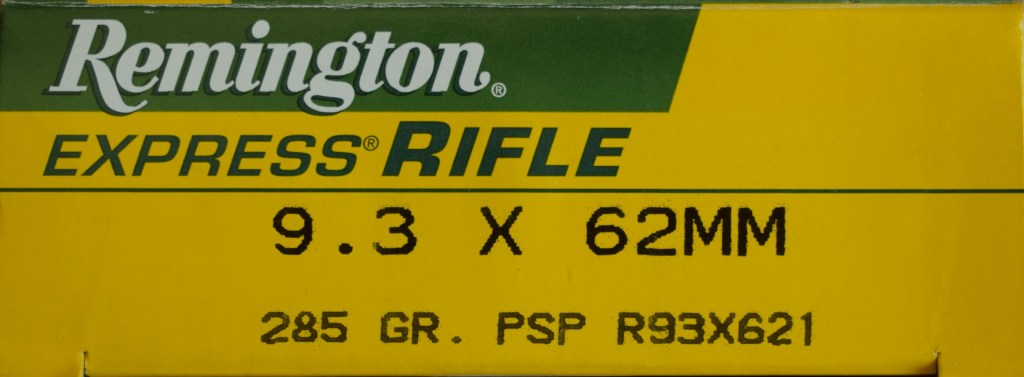 Remington®
EXPRESS® RIFLE
9.3 X 62MM
285 GR. PSP R93X621